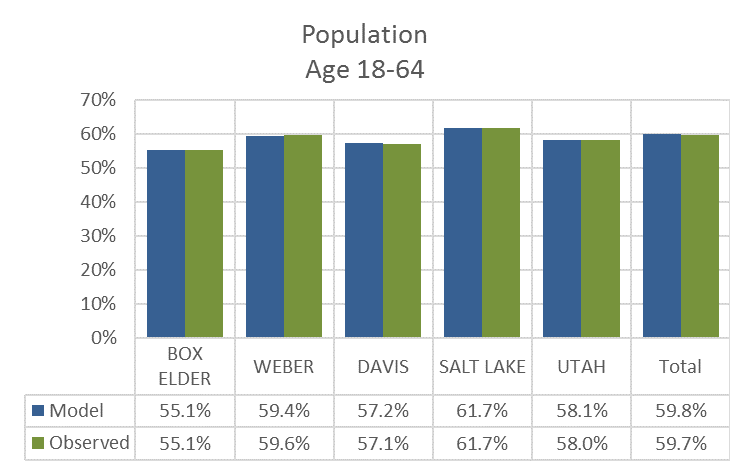 Population
Age 18-64
70%
60%
50%
40%
30%
20%
10%
0%
BOX
ELDER
WEBER
DAVIS
SALT LAKE
UTAH
Total
Model 55.1% 59.4% 57.2% 61.7% 58.1% 59.8%
Observed 55.1% 59.6% 57.1% 61.7% 58.0% 59.7%